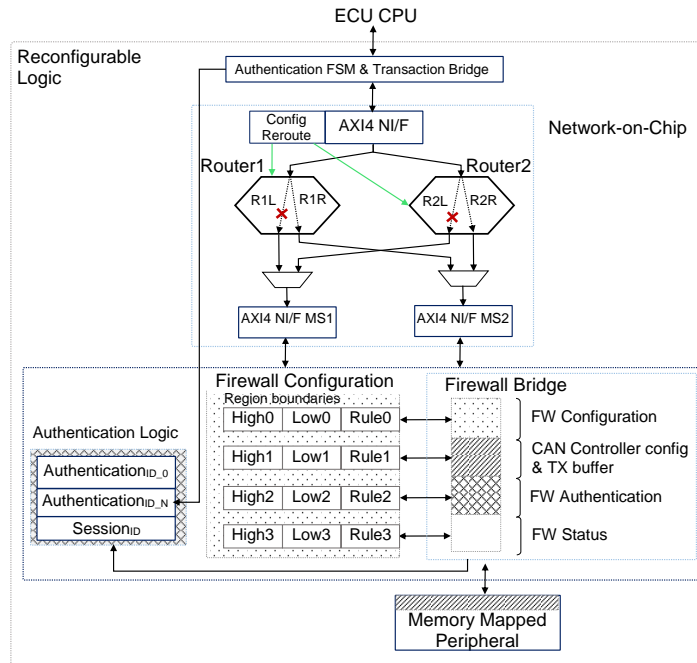 ECU CPU
Reconfigurable
Logic
Authentication FSM & Transaction Bridge
Network-on-Chip
Config
Reroute
AXI4 NI/F
Router1
Router2
R1L
R1R
R2L
R2R
AXI4 NI/F MS1
AXI4 NI/F MS2
Firewall Configuration
Region boundaries
High0 Low0 Rule0
High1 Low1 Rule1
High2 Low2 Rule2
High3 Low3 Rule3
Firewall Bridge
FW Configuration
CAN Controller config
& TX buffer
FW Authentication
FW Status
Authentication Logic
AuthenticationID_0
AuthenticationID_N
SessionID
Memory Mapped
Peripheral